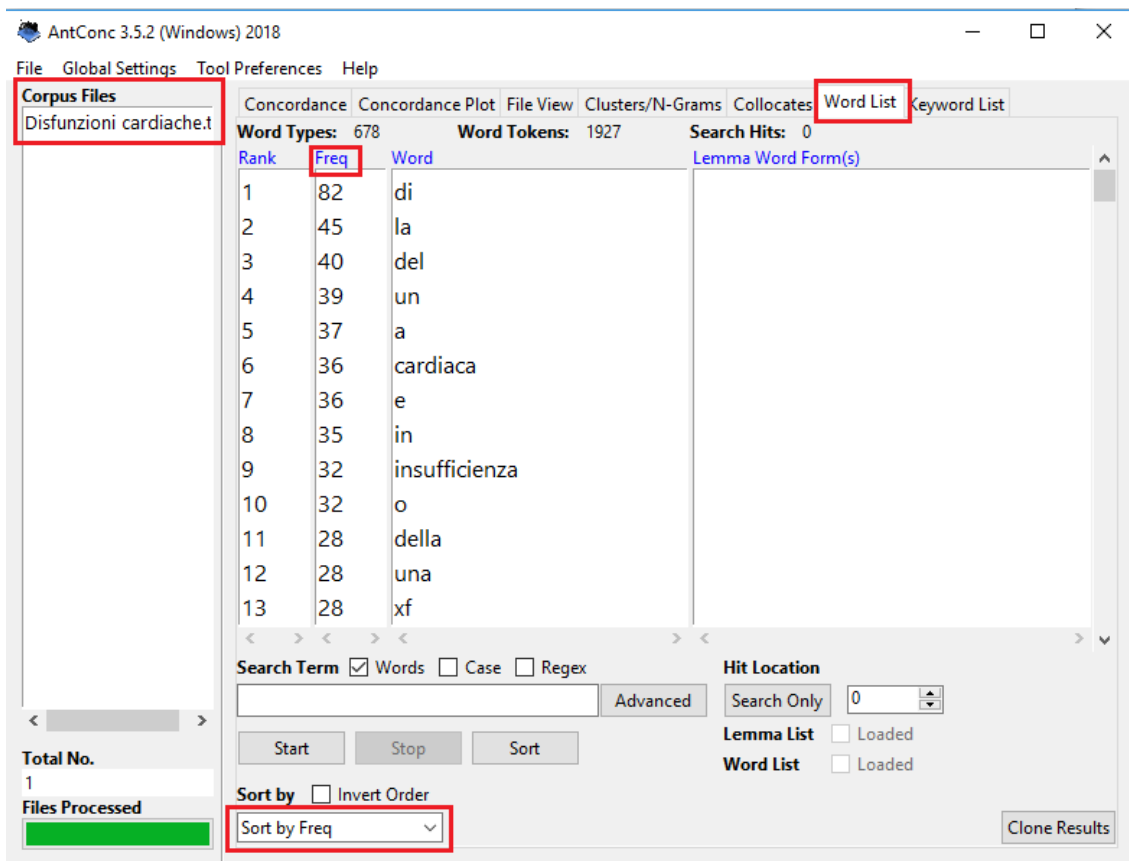 AntConc 3.5.2 (Windows) 2018
File Global Settings Tool Preferences Help
Corpus Files
Disfunzioni cardiache.t
Total No.
1
Files Processed
Concordance Concordance Plot File View Clusters/N-Grams Collocates Word List Keyword List
Word Types: 678 Word Tokens: 1927 Search Hits: 0
Rank Freq Word Lemma Word Form(s)
1 82 di
2 45 la
3 40 del
4 39 un
5 37 a
6 36 cardiaca
7 36 e
8 35 in
9 32 insufficienza
10 32 o
11 28 della
12 28 una
13 28 xf
Search Term Words Case Regex Hit Location
Advanced Search Only 0
Start Stop Sort Lemma List Loaded
Word List Loaded
Sort by Invert Order
Sort by Freq Clone Results